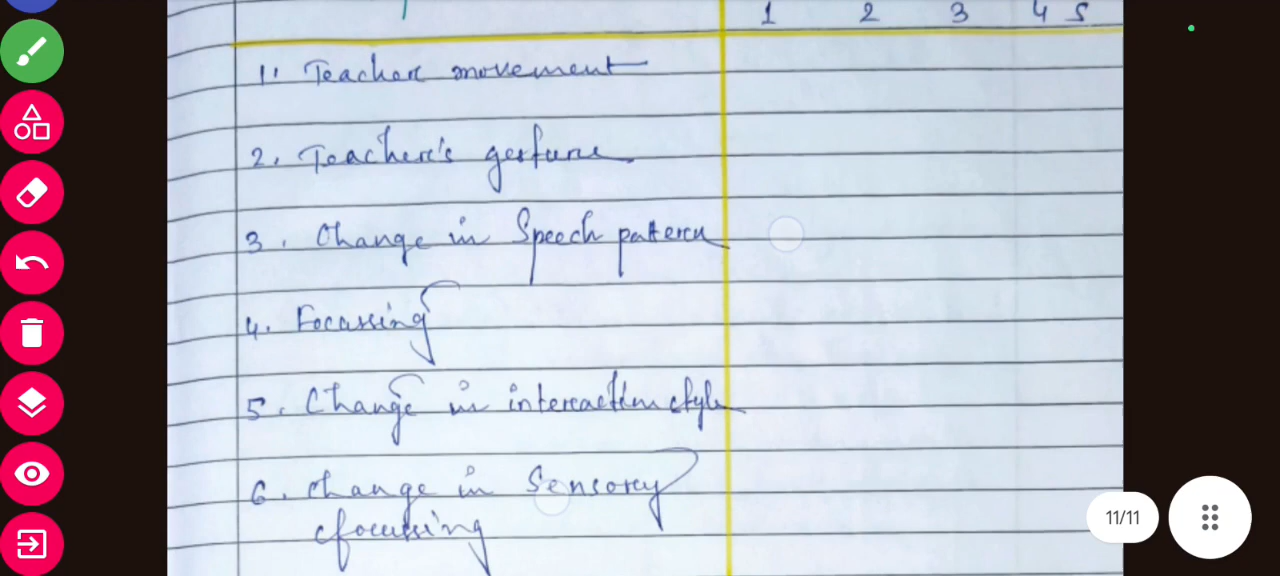 1 2 3 4 5
1. Teacher movement
2. Teacher's gesture
3. Change in Speech pattern
4. Focussing
5. Change in interaction style
6. change in Sensory
focussing
11/11